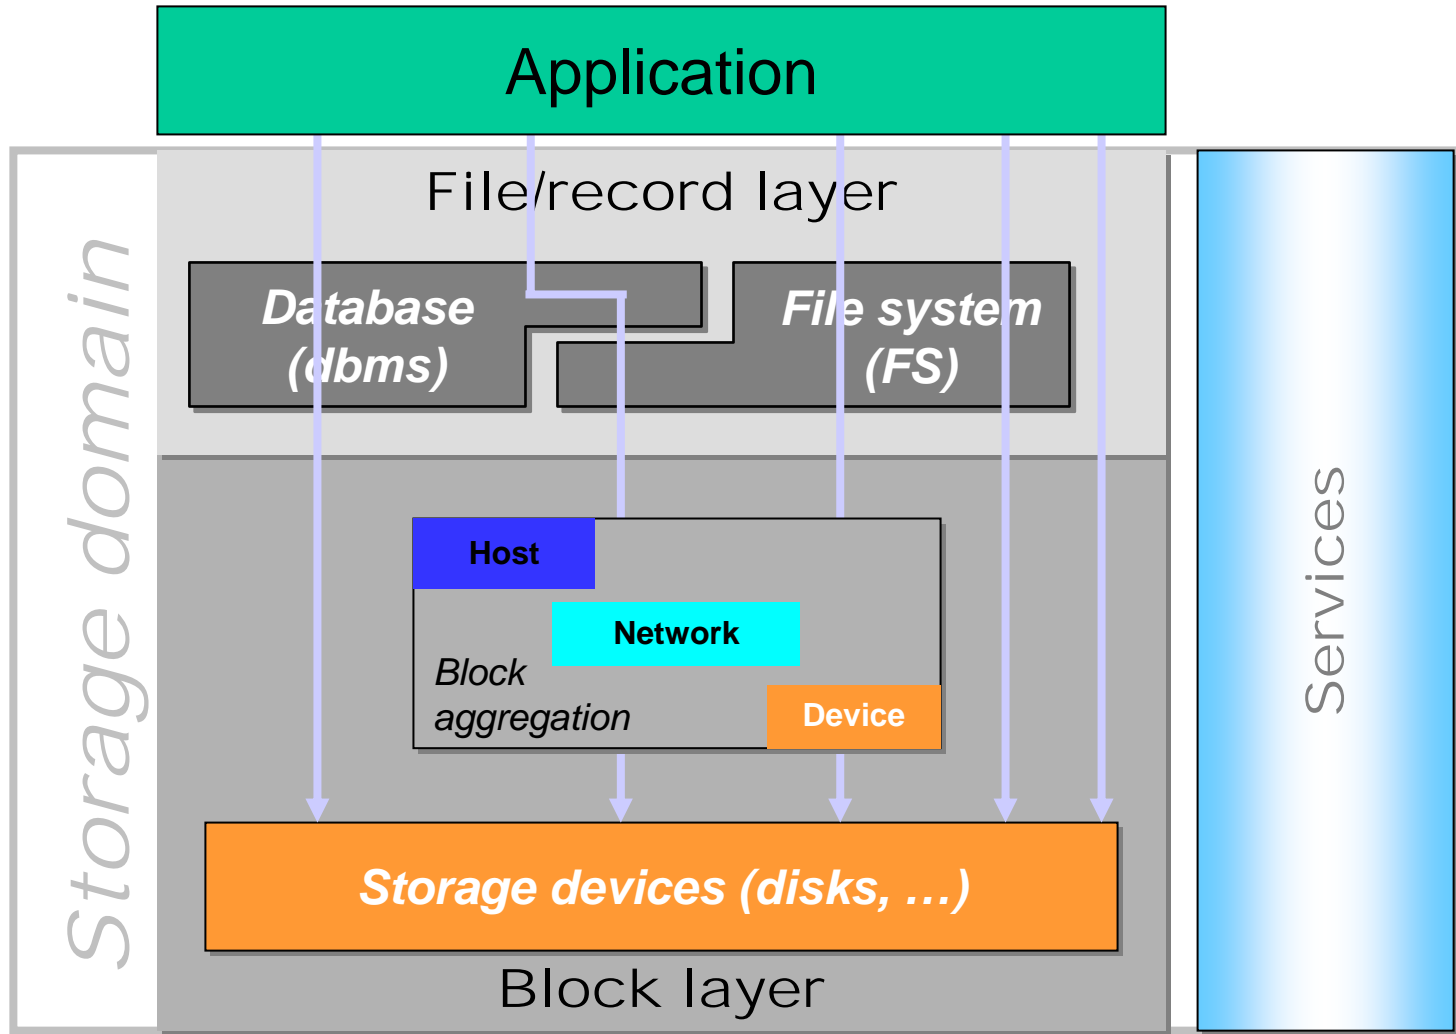 Application
File/record layer
Storage domain
Database
(dbms)
File system
(FS)
Host
Network
Block
aggregation
Device
Storage devices (disks, …)
Block layer
Services